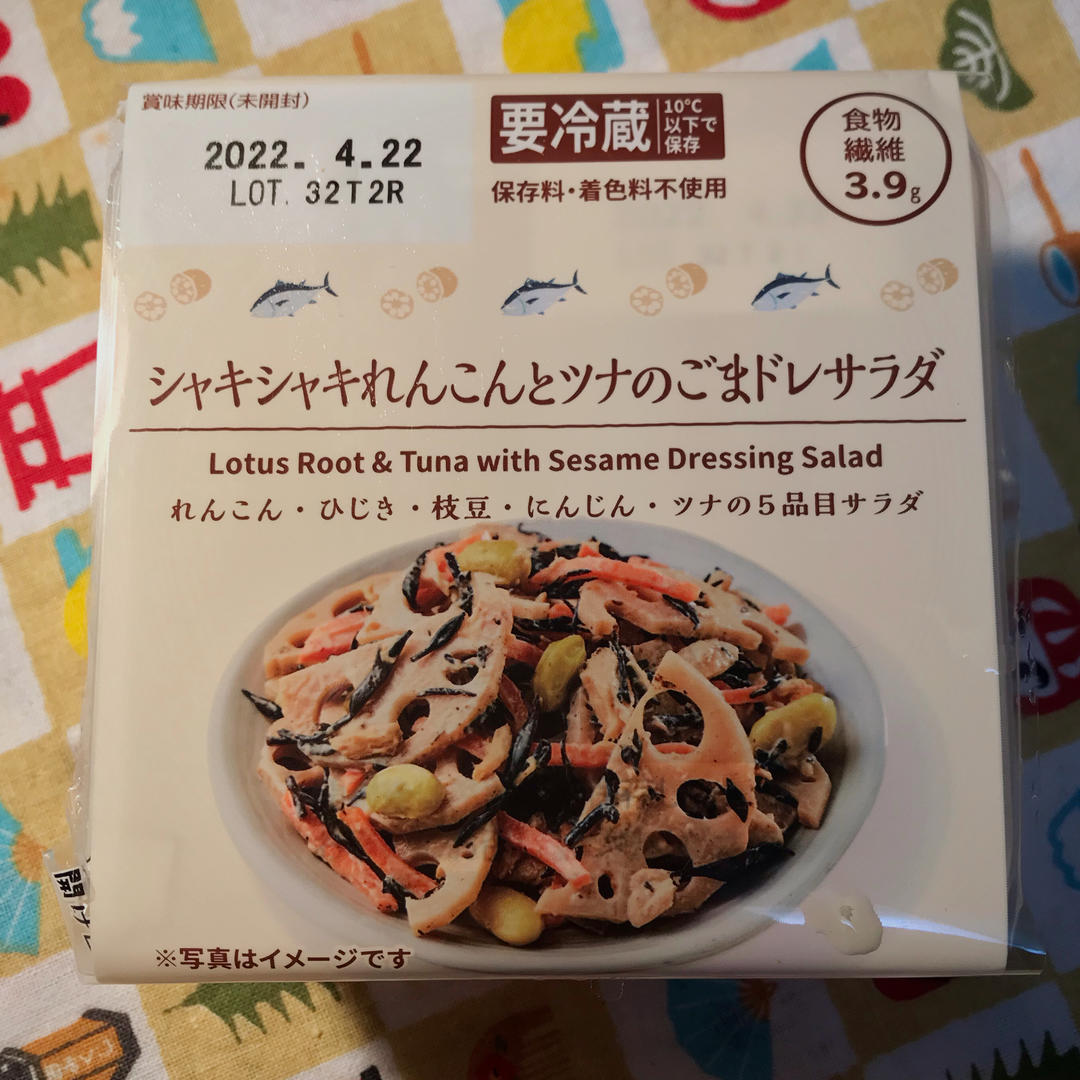 賞味期限(未開封)
2022. 4.22
LOT. 32T2R
要冷蔵
10℃
以下で
保存
保存料・着色料不使用
食物
繊維
3.9g
シャキシャキれんこんとツナのごまドレサラダ
Lotus Root & Tuna with Sesame Dressing Salad
れんこん・ひじき・枝豆・にんじん・ツナの5品目サラダ
※写真はイメージです
開け